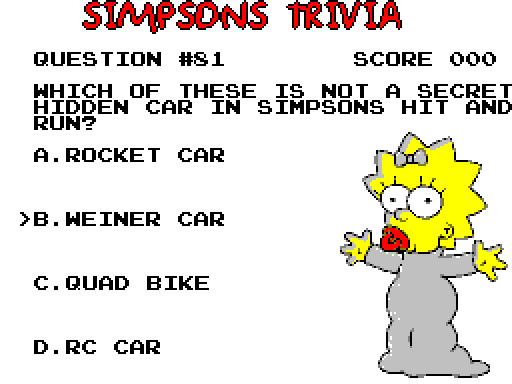 SIMPSONS TRIVIA
QUESTION #81 SCORE 000
WHICH OF THESE IS NOT A SECRET
HIDDEN CAR IN SIMPSONS HIT AND
RUN?
A.ROCKET CAR
>B.WEINER CAR
C.QUAD BIKE
D.RC CAR